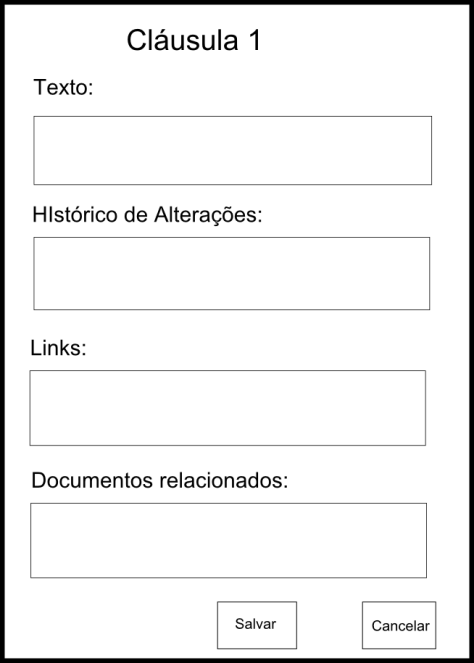 Cláusula 1
Texto:
HIstórico de Alterações:
Links:
Documentos relacionados:
Salvar
Cancelar